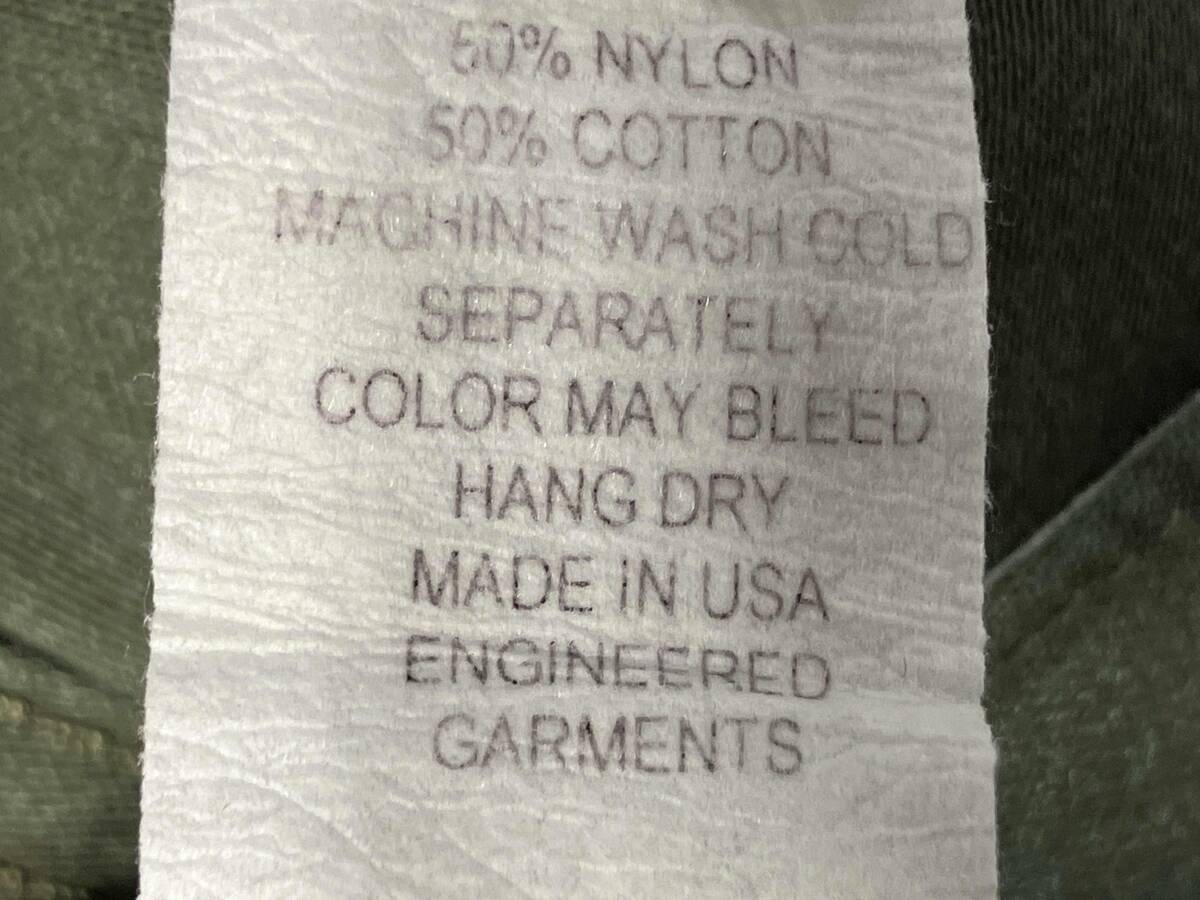 50% NYLON
50% COTTON
MACHINE WASH COLD
SEPARATELY
COLOR MAY BLEED
HANG DRY
MADE IN USA
ENGINEERED
GARMENTS